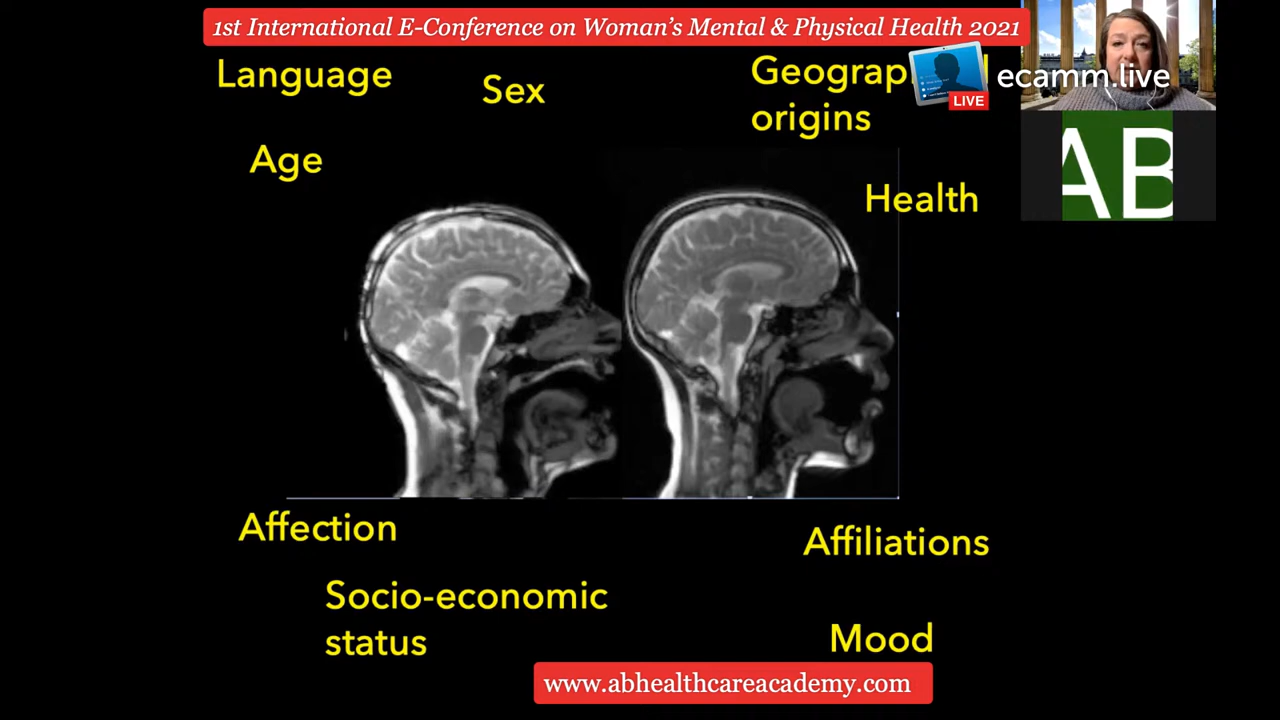 1st International E-Conference on Woman's Mental & Physical Health 2021
Language
Sex
origins
LIVE
ecamm.live
Age
Health
AB
Affection
Affiliations
Socio-economic
status
Mood
www.abhealthcareacademy.com